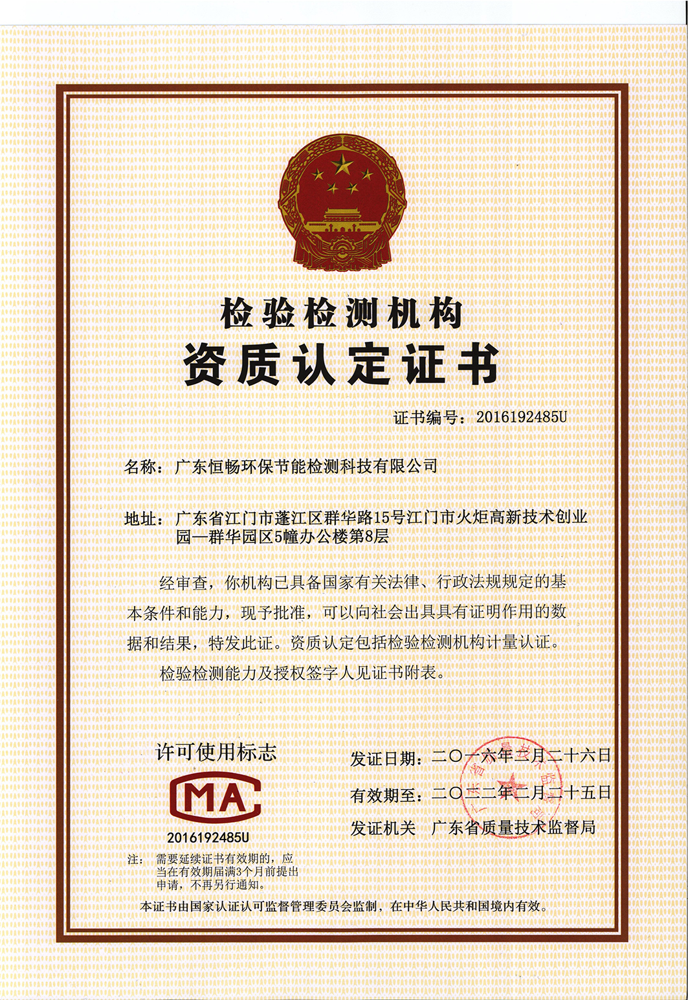 检验检测机构
资质认定证书
证书编号：2016192485U
名称：广东恒畅环保节能检测科技有限公司
地址：广东省江门市蓬江区群华路15号江门市火炬高新技术创业
园—群华园区5幢办公楼第8层
经审查，你机构已具备国家有关法律、行政法规规定的基
本条件和能力，现予批准，可以向社会出具具有证明作用的数
据和结果，特发此证。资质认定包括检验检测机构计量认证。
检验检测能力及授权签字人见证书附表。
许可使用标志
MA
2016192485U
发证日期：二〇一六年二月二十六日
有效期至：二〇二二年二月二十五日
发证机关 广东省质量技术监督局
广东省质量技术监督局
注：需要延续证书有效期的，应
当在有效期届满3个月前提出
申请，不再另行通知。
本证书由国家认证认可监督管理委员会监制，在中华人民共和国境内有效。